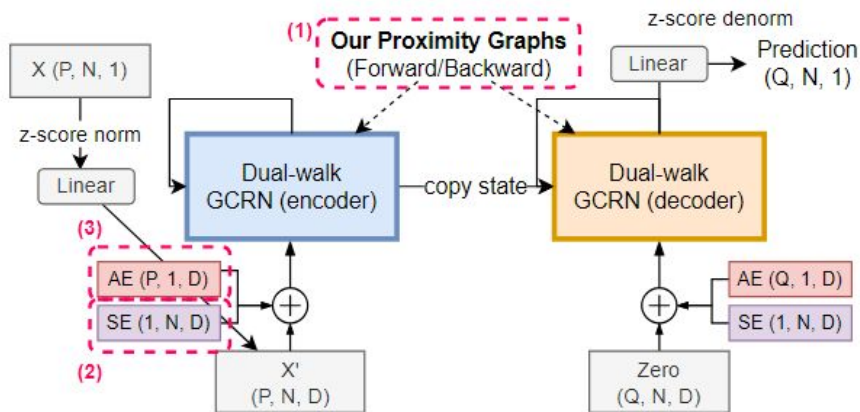 (1)
Our Proximity Graphs
(Forward/Backward)
z-score denorm
Linear
Prediction
(Q, N, 1)
X (P, N, 1)
z-score norm
Linear
Dual-walk
GCRN (encoder)
copy state
Dual-walk
GCRN (decoder)
(3)
AE (P, 1, D)
SE (1, N, D)
(2)
X'
(P, N, D)
AE (Q, 1, D)
SE (1, N, D)
Zero
(Q, N, D)